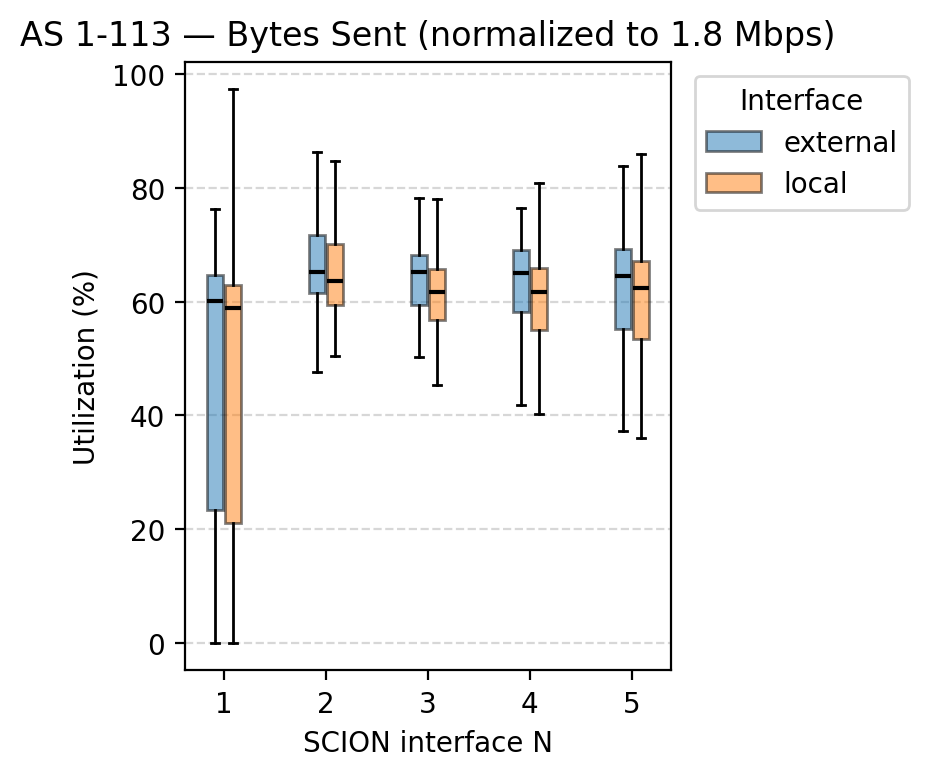 AS 1-113 — Bytes Sent (normalized to 1.8 Mbps)
Utilization (%)
100
80
60
40
20
0
1 2 3 4 5
SCION interface N
Interface
external
local